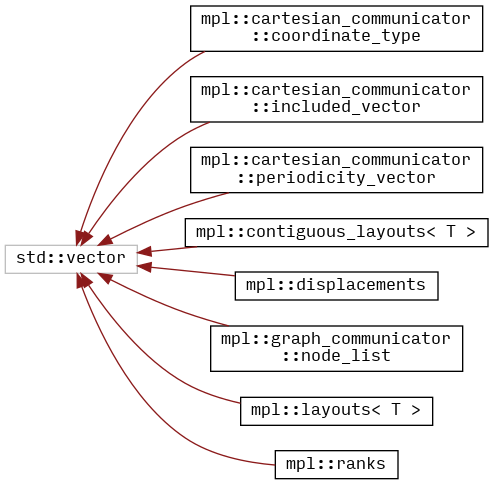 mpl::cartesian_communicator
::coordinate_type
mpl::cartesian_communicator
::included_vector
mpl::cartesian_communicator
::periodicity_vector
mpl::contiguous_layouts< T >
std::vector
mpl::displacements
mpl::graph_communicator
::node_list
mpl::layouts< T >
mpl::ranks